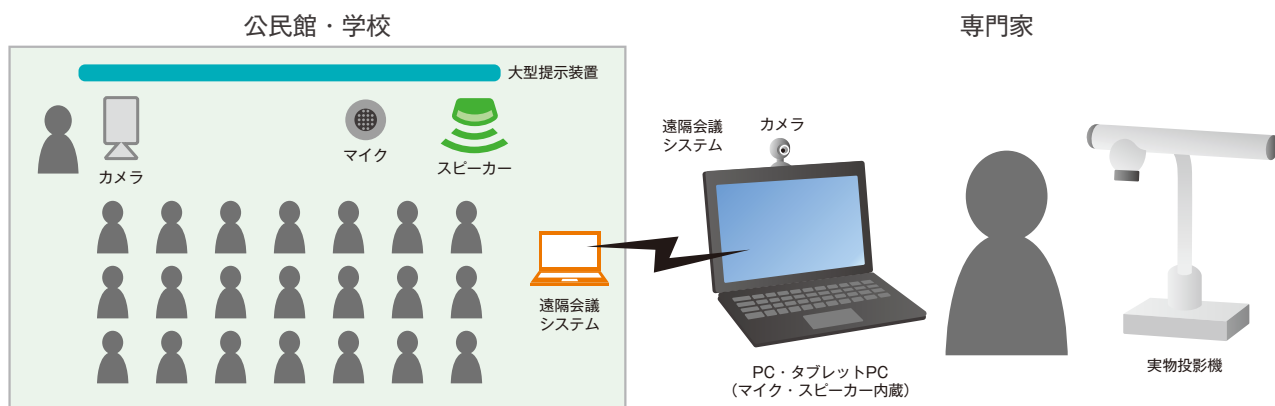 公民館・学校
大型提示装置
カメラ
マイク
スピーカー
遠隔会議
システム
専門家
遠隔会議
システム
カメラ
PC・タブレットPC
（マイク・スピーカー内蔵）
実物投影機